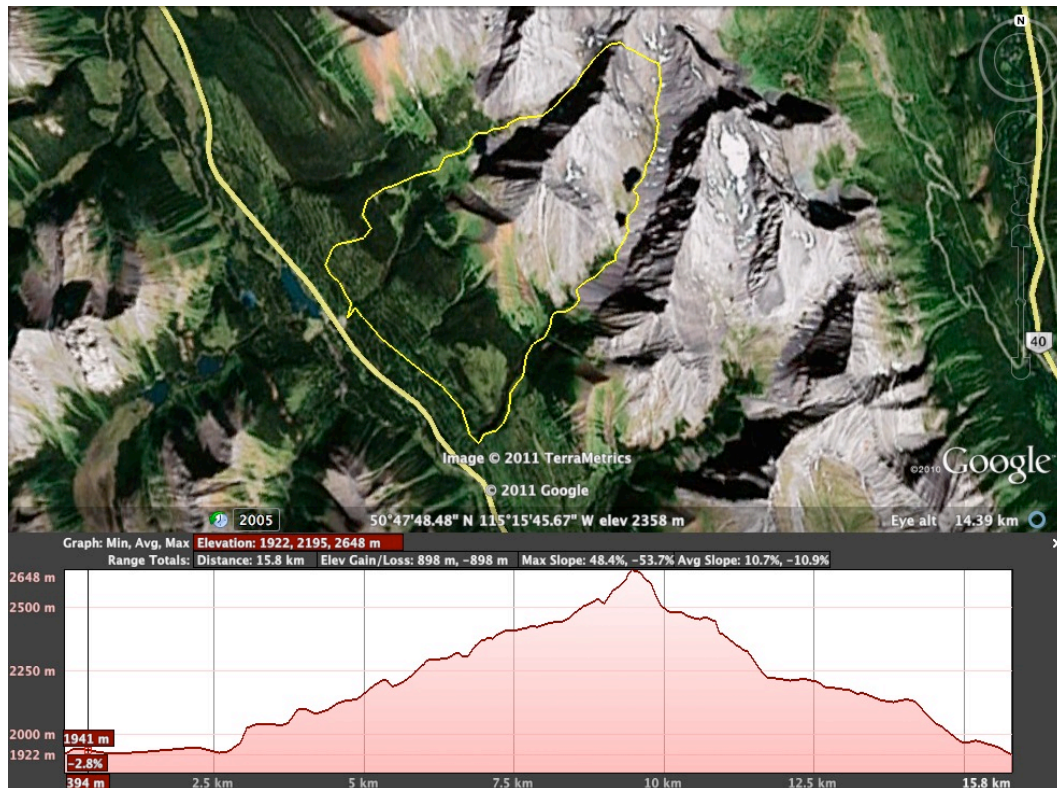 N
40
Image © 2011 TerraMetrics
©2010 Google
© 2011 Google
2005
50°47'48.48" N 115°15'45.67" W elev 2358 m
Eye alt 14.39 km
Graph: Min, Avg, Max Elevation: 1922, 2195, 2648 m
Range Totals: Distance: 15.8 km Elev Gain/Loss: 898 m, -898 m Max Slope: 48.4%, -53.7% Avg Slope: 10.7%, -10.9%
2648 m
2500 m
2250 m
2000 m
1941 m
1922 m
-2.8%
394 m 2.5 km 5 km 7.5 km 10 km 12.5 km 15.8 km